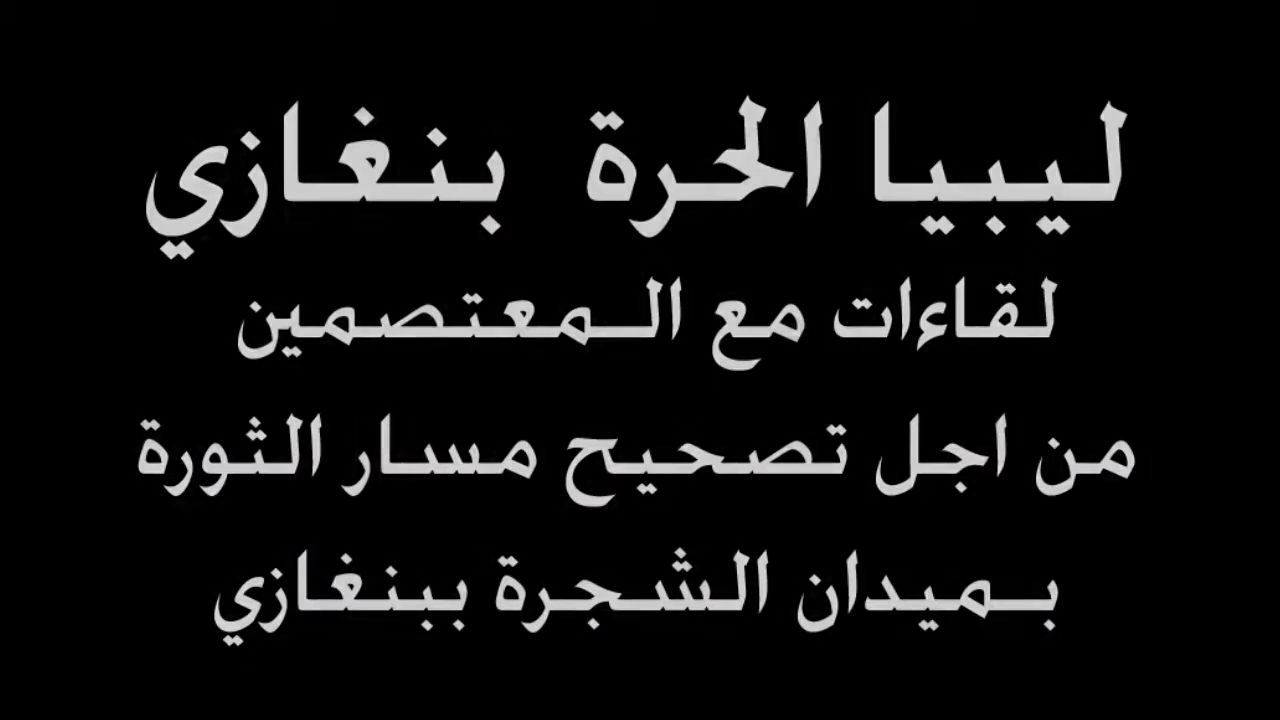 ليبيا الحرة بنغازي
لقاءات مع المعتصمين
من اجل تصحيح مسار الثورة
بميدان الشجرة ببنغازي